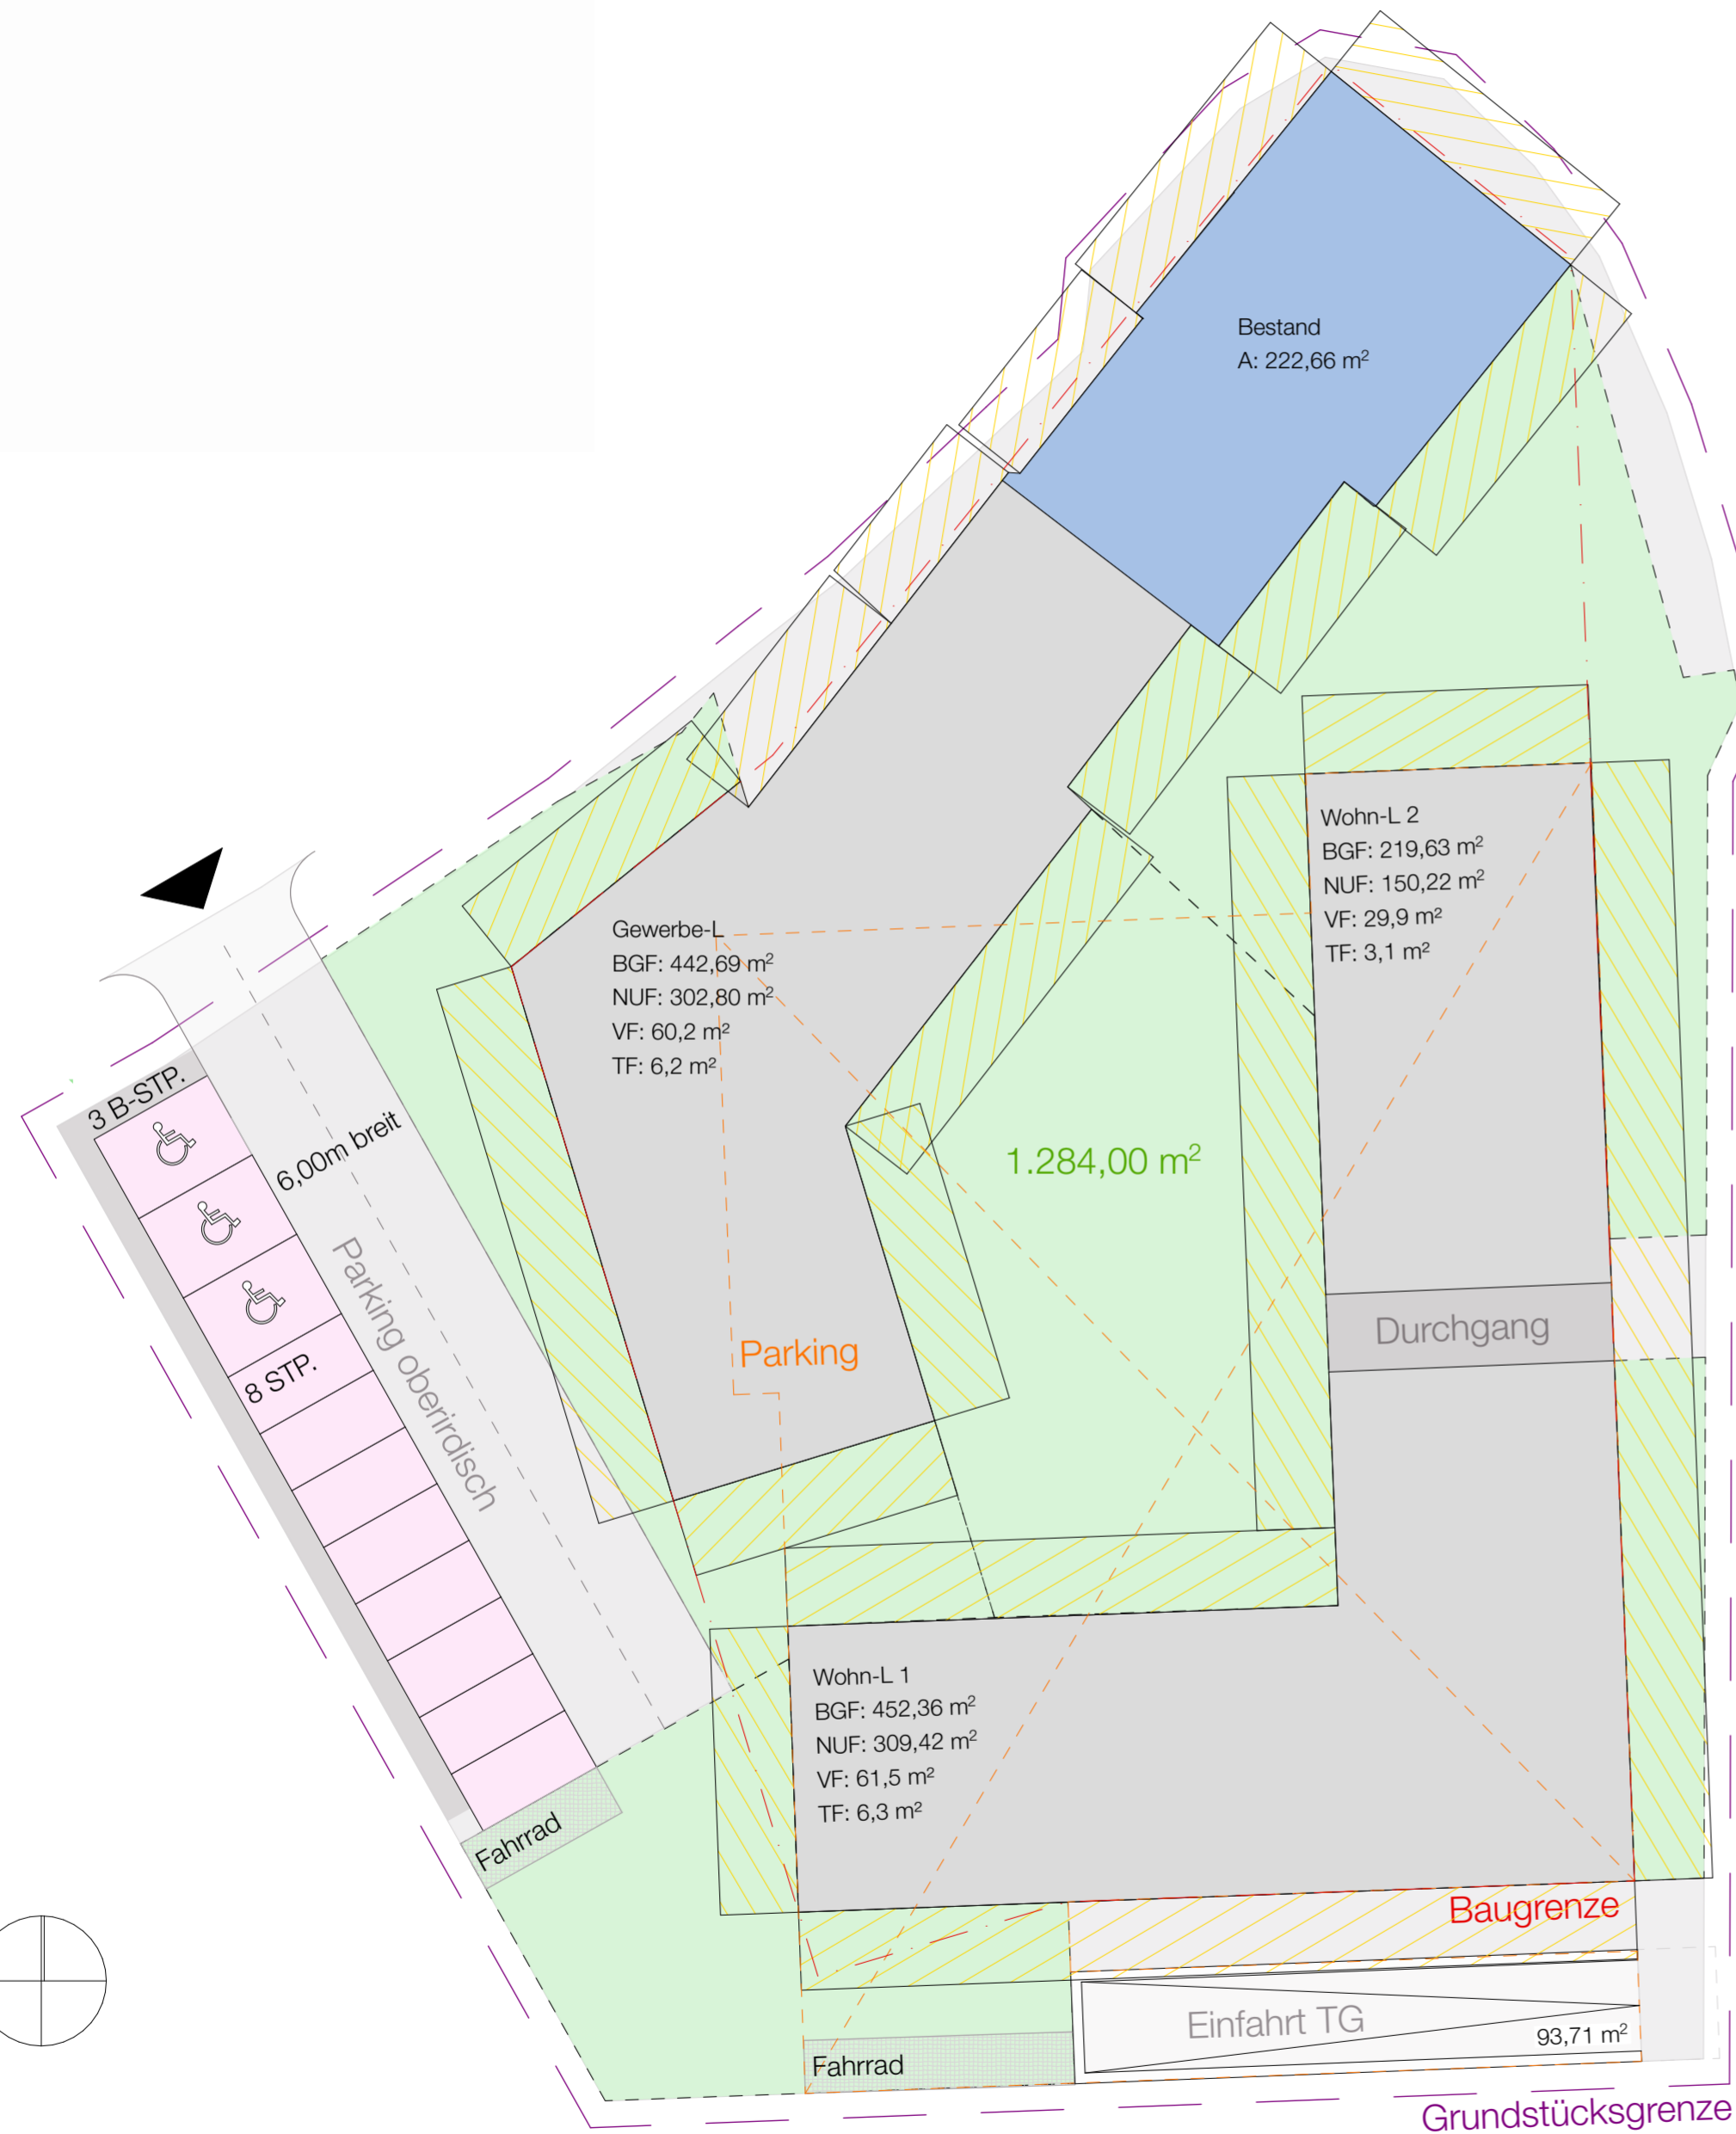 Bestand
A: 222,66 m²
Wohn-L 2
BGF: 219,63 m²
NUF: 150,22 m²
VF: 29,9 m²
TF: 3,1 m²
Gewerbe-L
BGF: 442,69 m²
NUF: 302,80 m²
VF: 60,2 m²
TF: 6,2 m²
3 B-STP.
6,00m breit
1.284,00 m²
Parking oberirdisch
Durchgang
Parking
8 STP.
Wohn-L 1
BGF: 452,36 m²
NUF: 309,42 m²
VF: 61,5 m²
TF: 6,3 m²
Fahrrad
Baugrenze
Einfahrt TG
93,71 m²
Fahrrad
Grundstücksgrenze